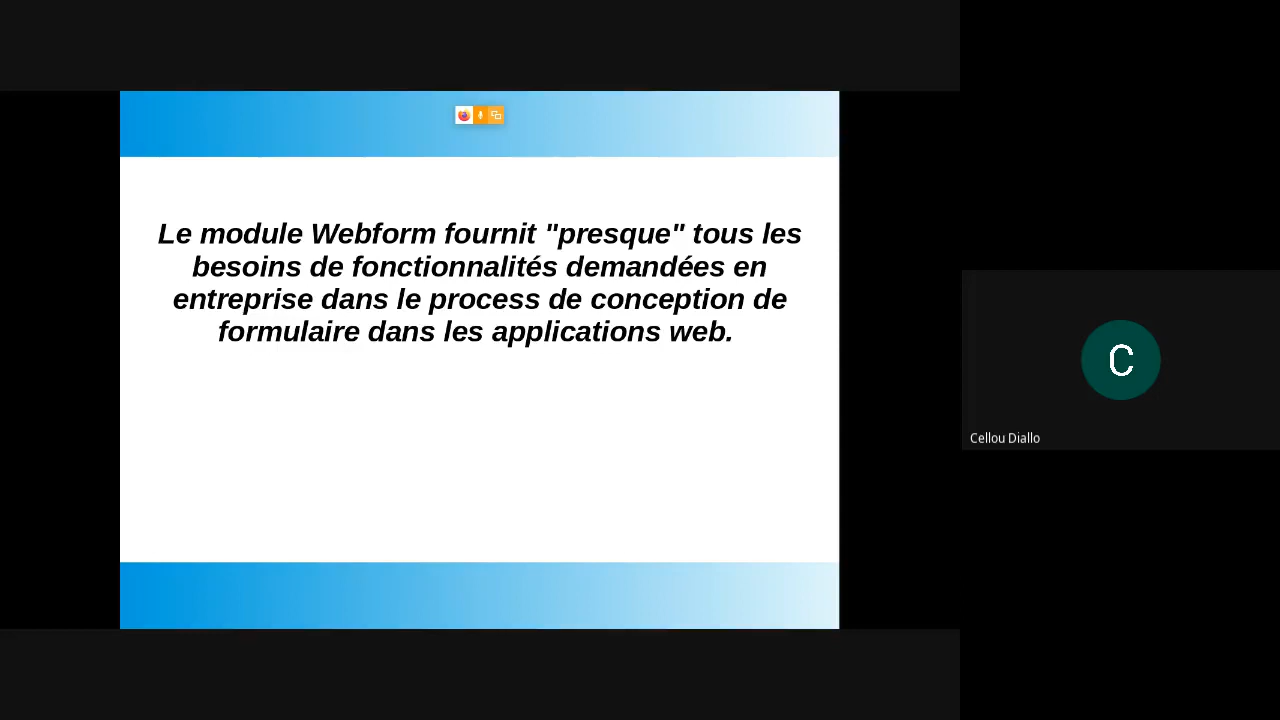 Le module Webform fournit "presque" tous les
besoins de fonctionnalités demandées en
entreprise dans le process de conception de
formulaire dans les applications web.
C
Cellou Diallo